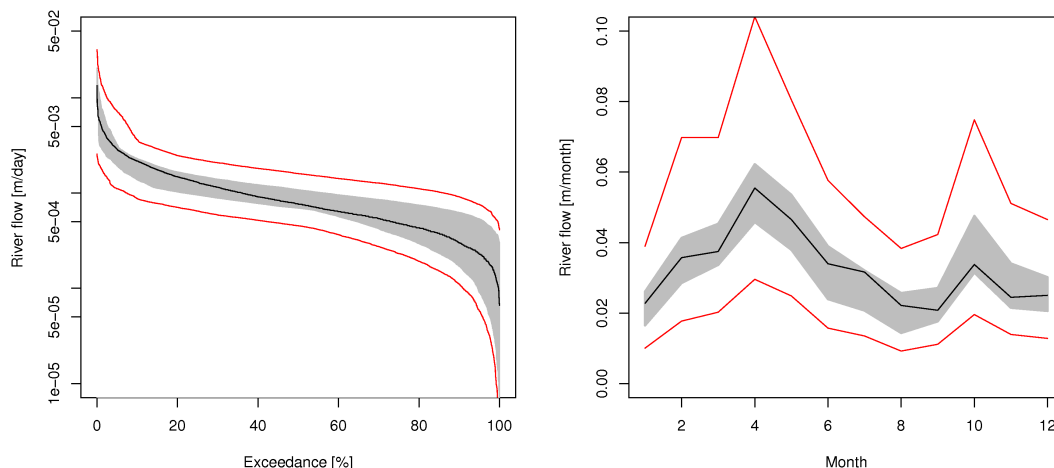 5e-02
5e-03
5e-04
5e-05
1e-05
River flow [m/day]
0 20 40 60 80 100
Exceedance [%]
0.10
0.08
0.06
0.04
0.02
0.00
River flow [m/month]
2 4 6 8 10 12
Month